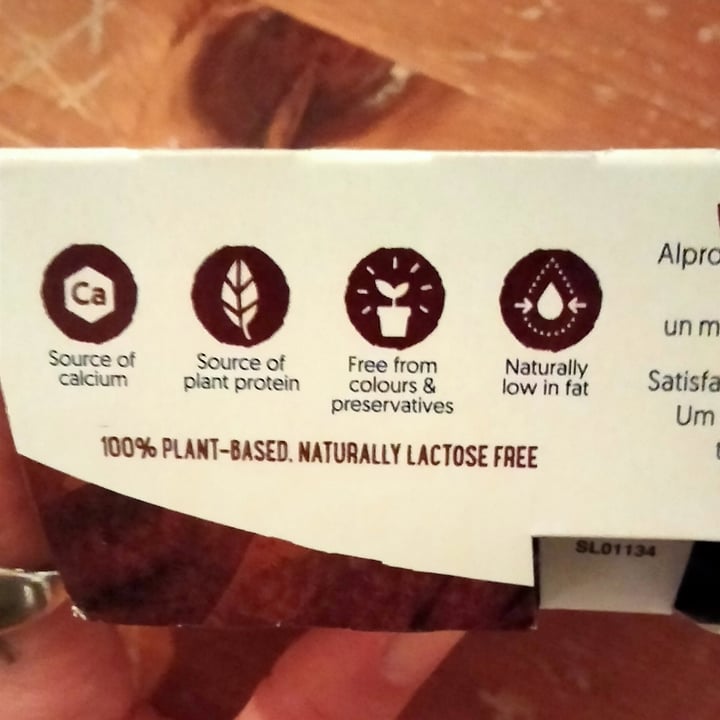 Ca
Source of
calcium
Source of
plant protein
Free from
colours &
preservatives
Naturally
low in fat
100% PLANT-BASED. NATURALLY LACTOSE FREE
Alpro
un m
Satisfa
Um
SL01134